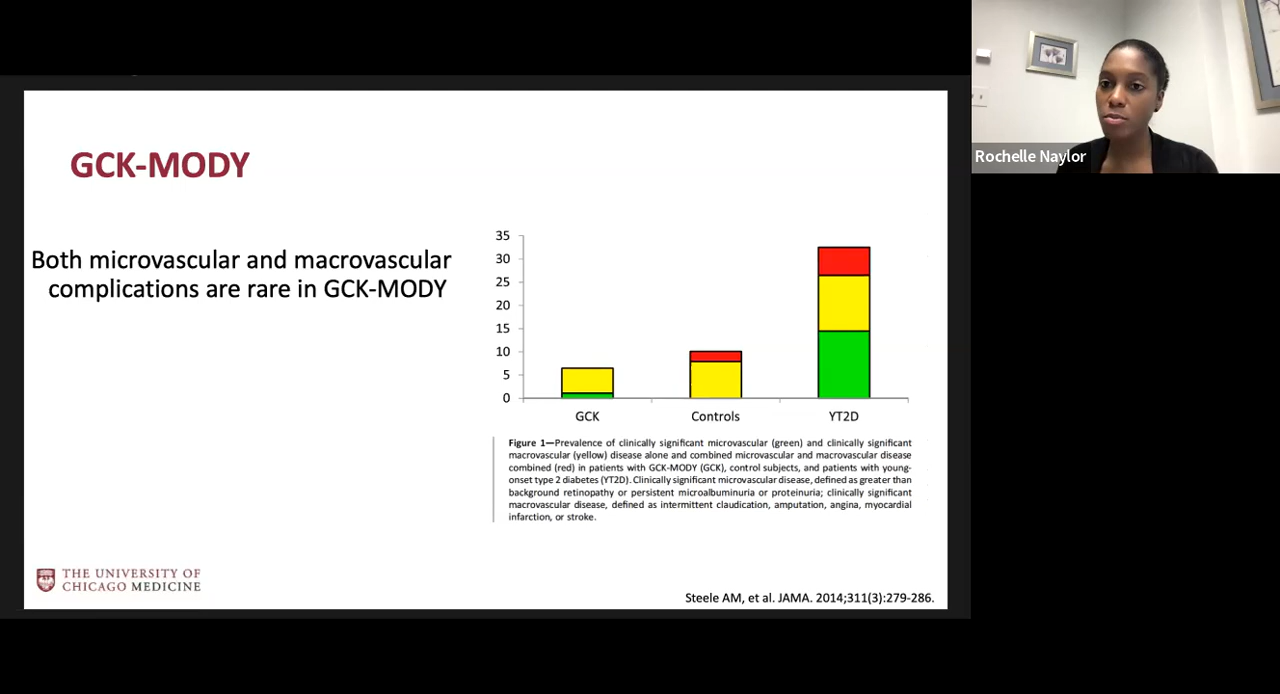 GCK-MODY
Both microvascular and macrovascular
complications are rare in GCK-MODY
35
30
25
20
15
10
5
0
GCK Controls YT2D
Figure 1—Prevalence of clinically significant microvascular (green) and clinically significant
macrovascular (yellow) disease alone and combined microvascular and macrovascular disease
combined (red) in patients with GCK-MODY (GCK), control subjects, and patients with young-
onset type 2 diabetes (YT2D). Clinically significant microvascular disease, defined as greater than
background retinopathy or persistent microalbuminuria or proteinuria; clinically significant
macrovascular disease, defined as intermittent claudication, amputation, angina, myocardial
infarction, or stroke.
THE UNIVERSITY OF
CHICAGO MEDICINE
Steele AM, et al. JAMA. 2014;311(3):279-286.
Rochelle Naylor